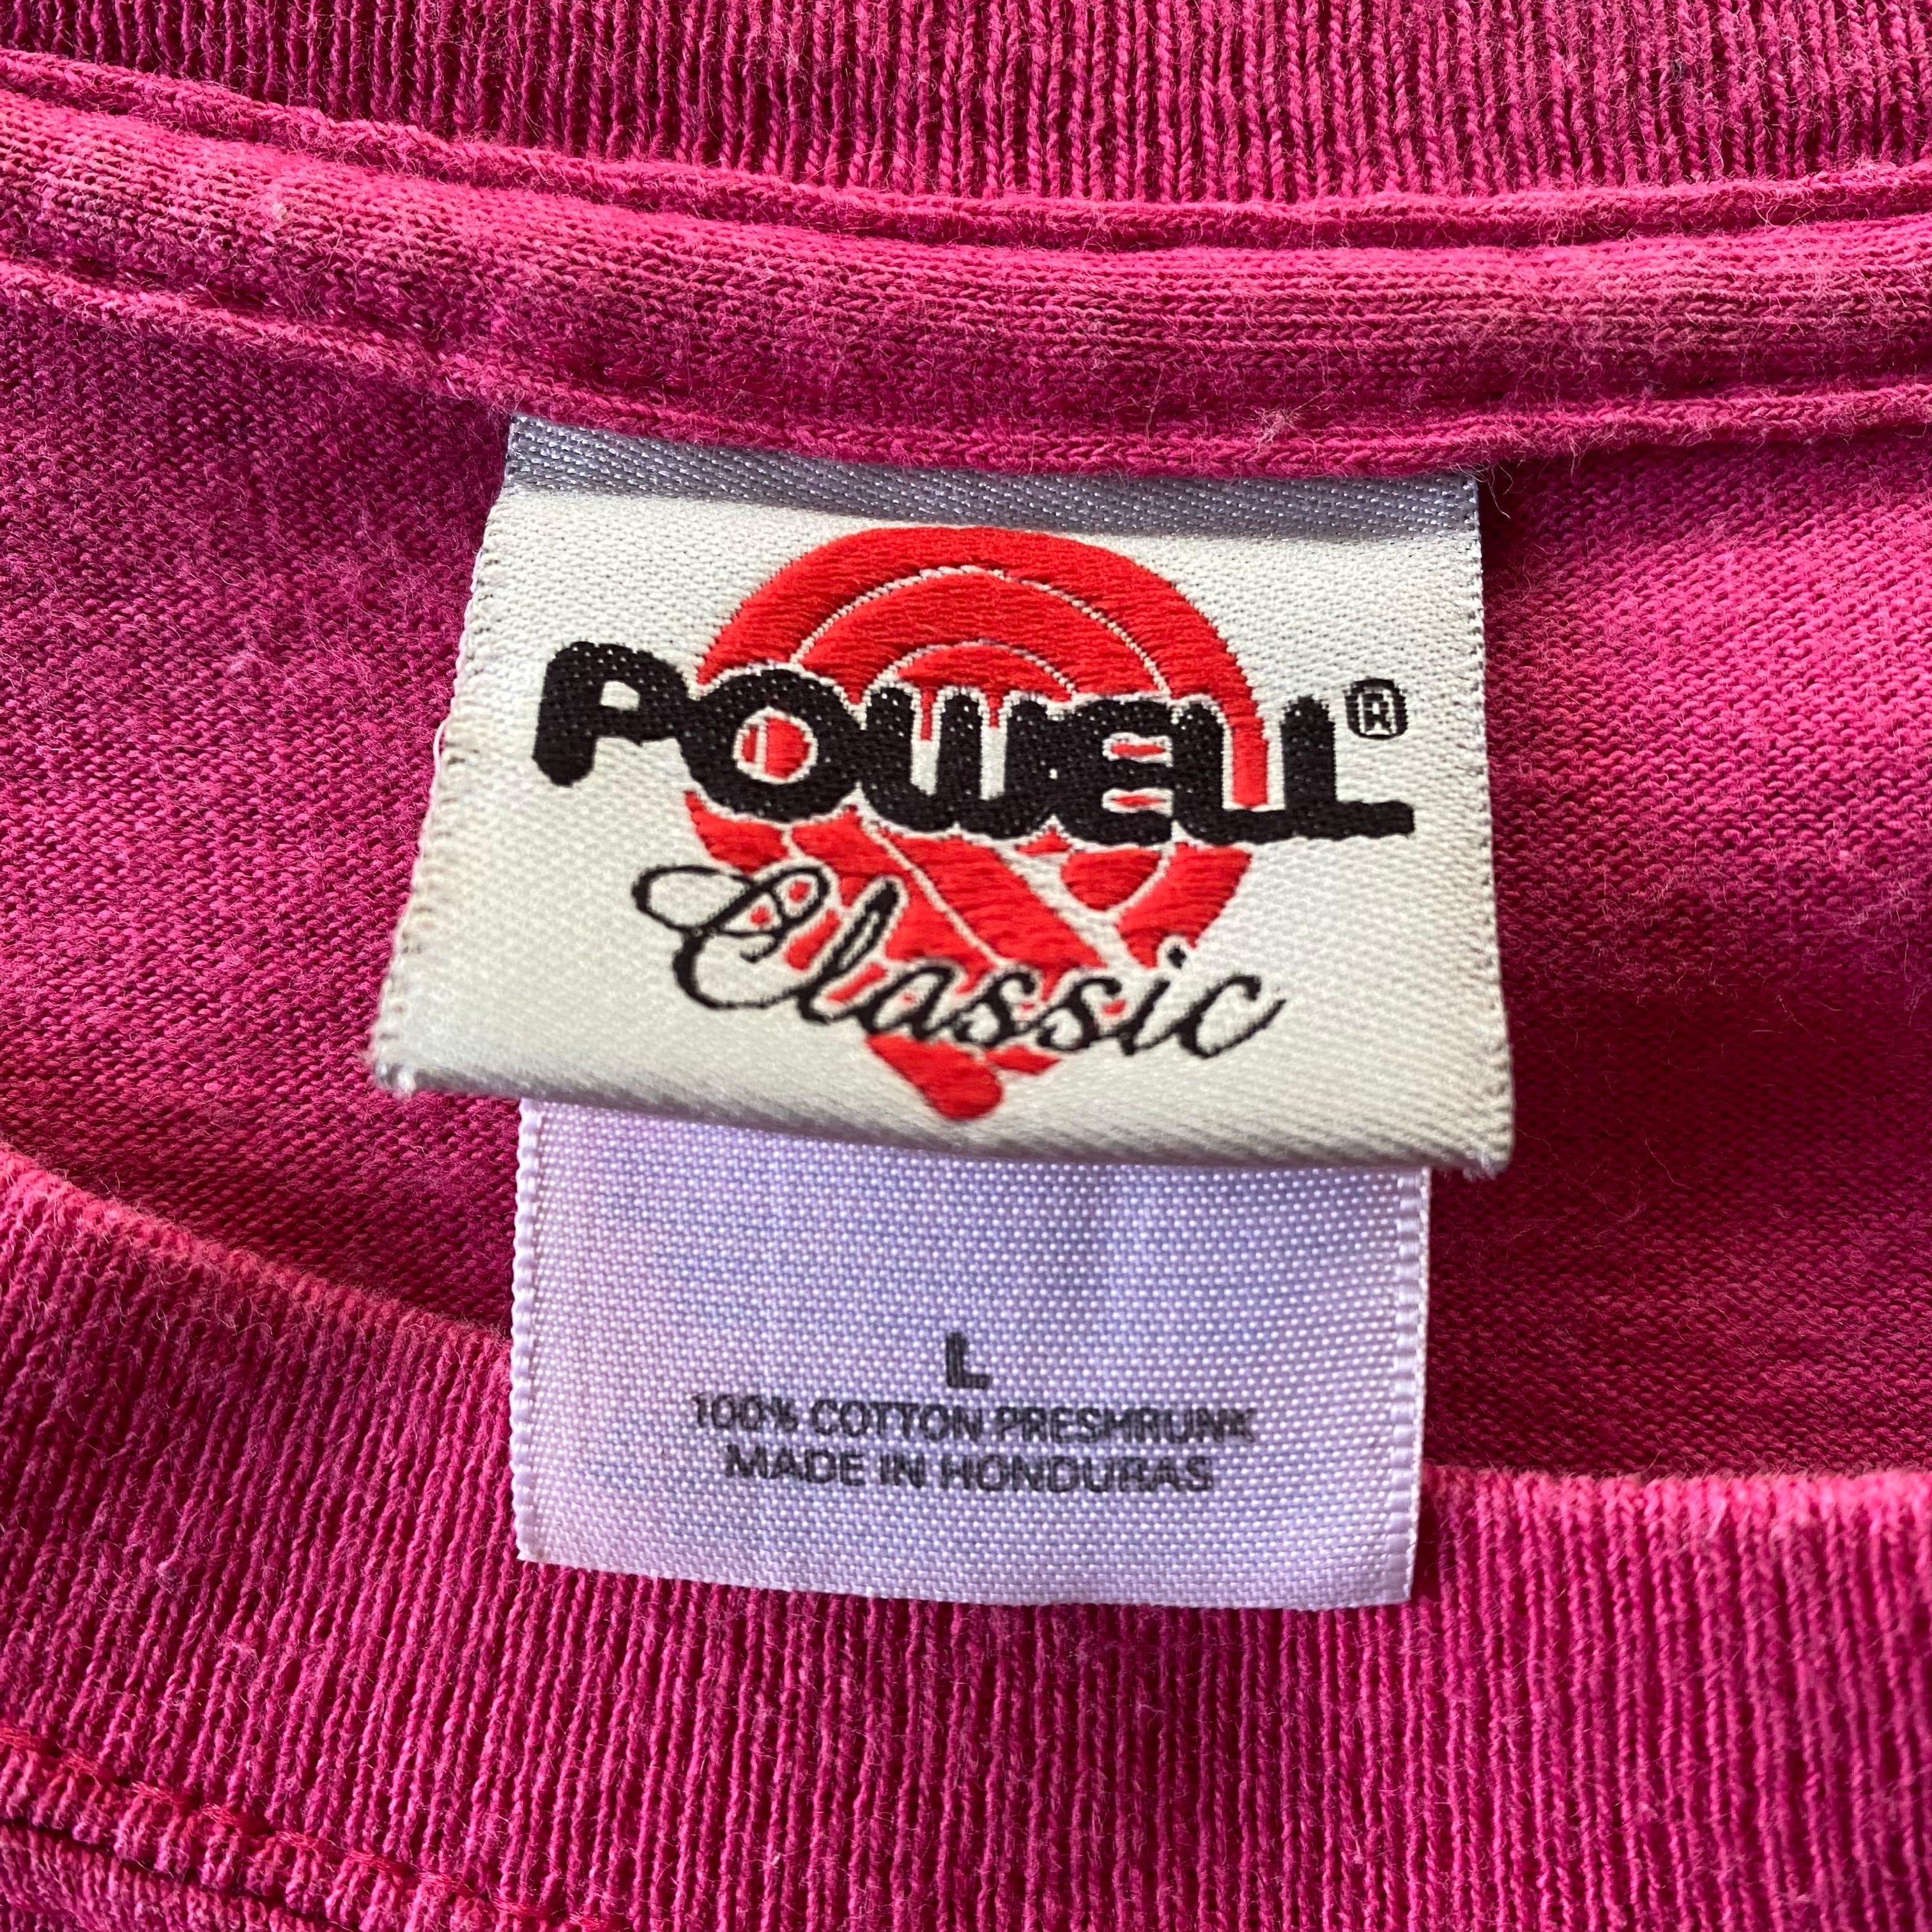 POWELL®
Classic
L
100% COTTON PRESHRUNK
MADE IN HONDURAS